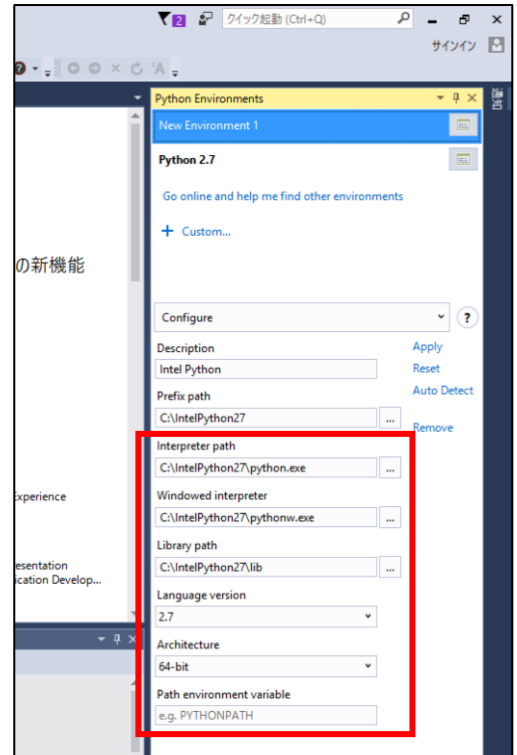 2
クイック起動 (Ctrl+Q)
サインイン
Python Environments
New Environment 1
Python 2.7
Go online and help me find other environments
+ Custom...
の新機能
Configure
?
Description
Apply
Intel Python
Reset
Prefix path
Auto Detect
C:\IntelPython27
...
Remove
Interpreter path
C:\IntelPython27\python.exe
...
Experience
Windowed interpreter
C:\IntelPython27\pythonw.exe
...
Library path
esentation
C:\IntelPython27\lib
...
ication Develop...
Language version
2.7
Architecture
64-bit
Path environment variable
e.g. PYTHONPATH